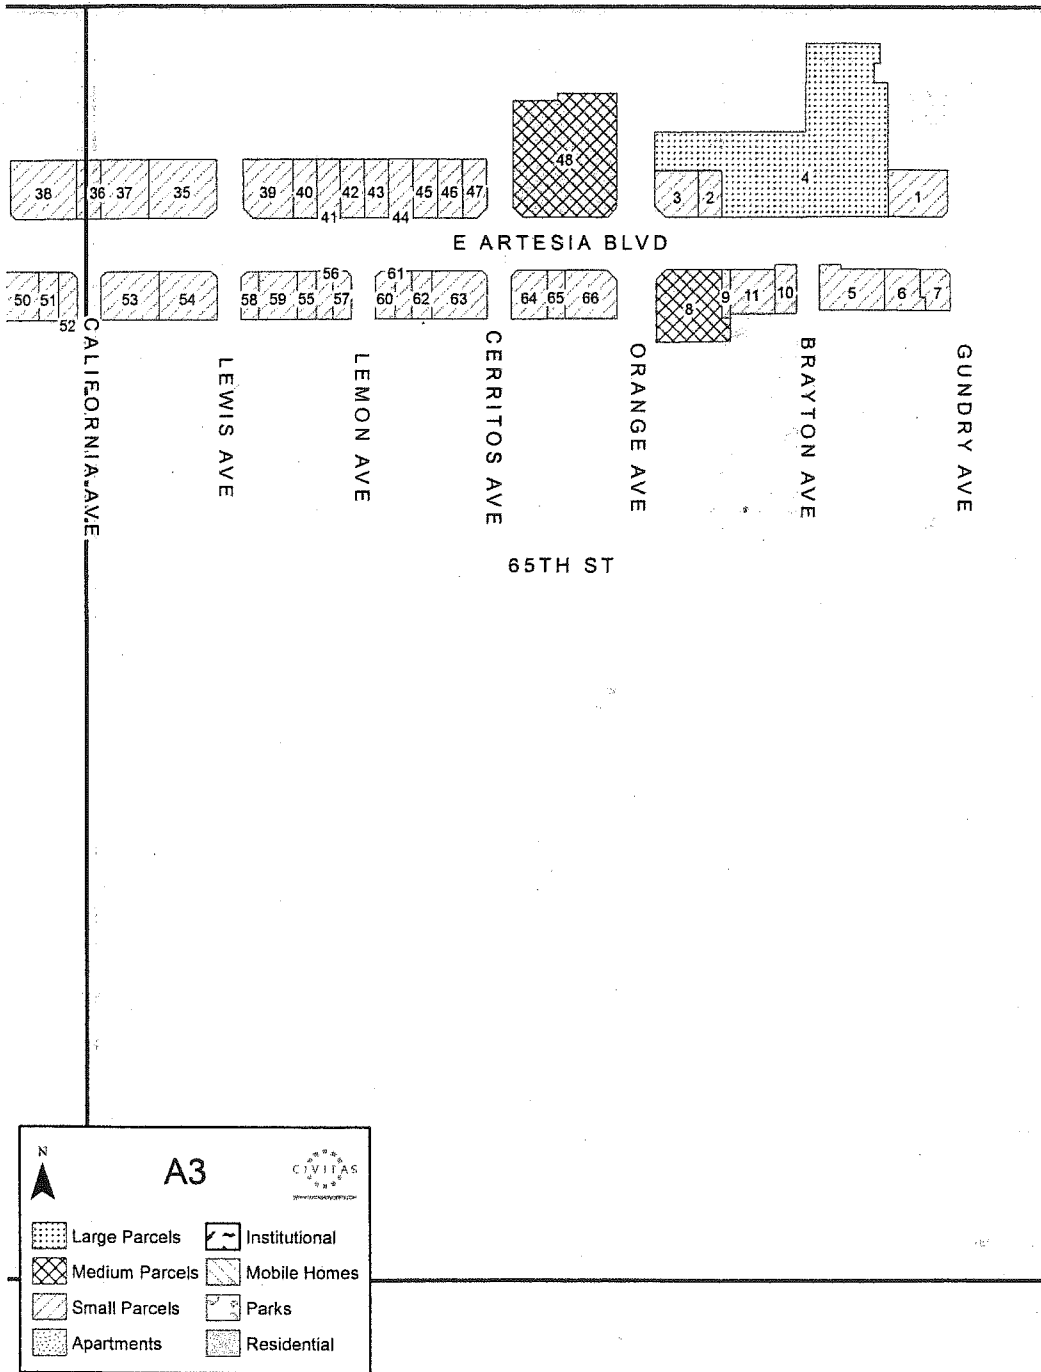 4
48
38
36
37
35
39
40
42
43
45
46
47
3
2
1
41
44
E ARTESIA BLVD
56
61
50
51
53
54
58
59
55
57
60
62
63
64
65
66
8
9
11
10
5
6
7
52
CALIFORNIA AVE
LEWIS AVE
LEMON AVE
CERRITOS AVE
ORANGE AVE
BRAYTON AVE
GUNDRY AVE
65TH ST
N
A3
CIVITAS
Large Parcels
Institutional
Medium Parcels
Mobile Homes
Small Parcels
Parks
Apartments
Residential